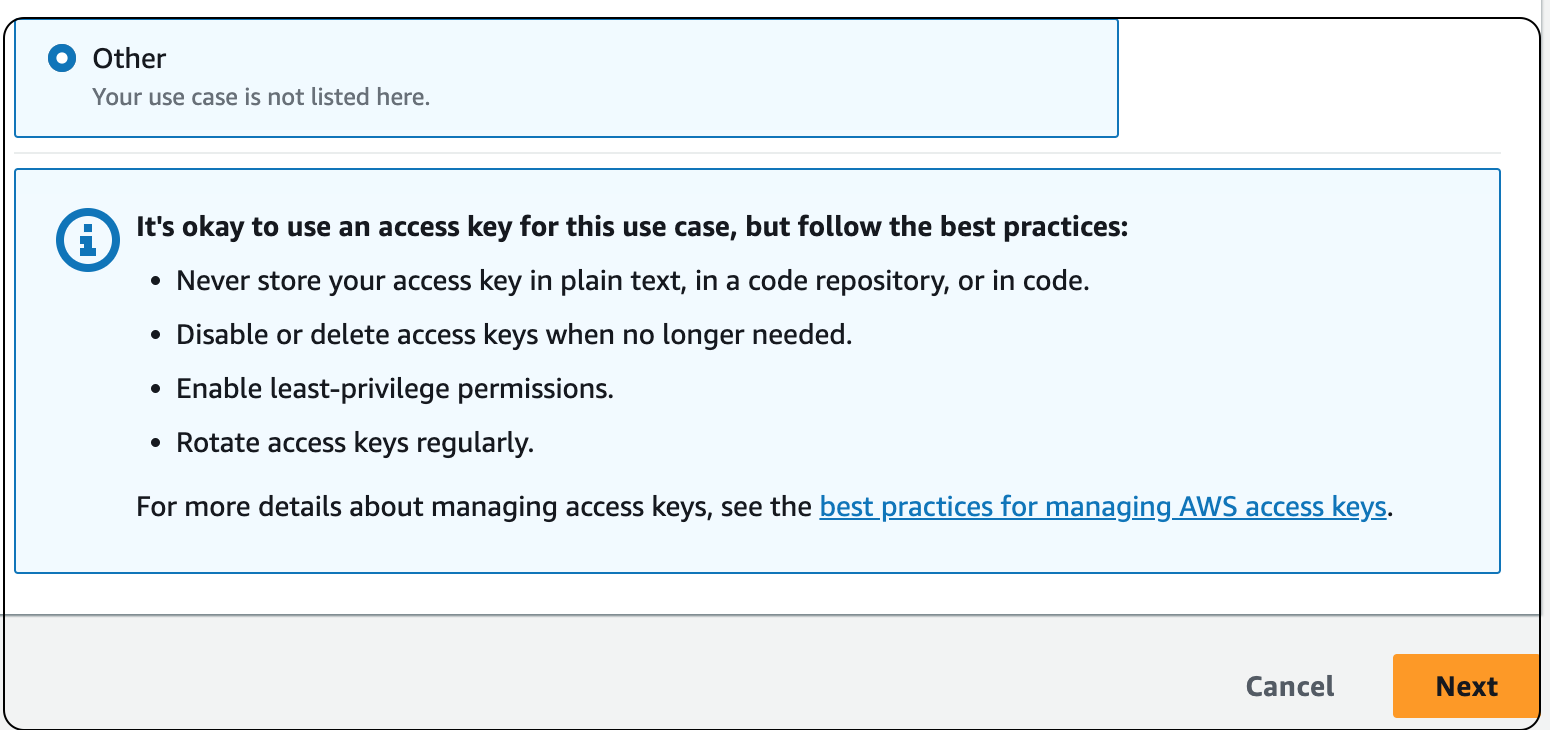 Other
Your use case is not listed here.
It's okay to use an access key for this use case, but follow the best practices:
• Never store your access key in plain text, in a code repository, or in code.
• Disable or delete access keys when no longer needed.
• Enable least-privilege permissions.
• Rotate access keys regularly.
For more details about managing access keys, see the best practices for managing AWS access keys.
Cancel
Next